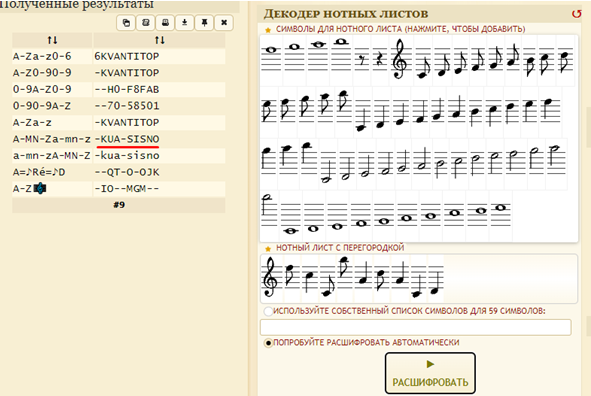 Полученные результаты
A-Za-z0-6 6KVANTITOP
A-Z0-90-9 -KVANTITOP
0-9A-Z0-9 --H0-F8FAB
0-90-9A-Z --70-58501
A-Za-z -KVANTITOP
A-MN-Za-mn-z -KUA-SISNO
a-mn-zA-MN-Z -kua-sisno
A=♪Ré=♪D --QT-O-OJK
A-Z -IO--MGM--
#9
Декодер нотных листов
СИМВОЛЫ ДЛЯ НОТНОГО ЛИСТА (НАЖМИТЕ, ЧТОБЫ ДОБАВИТЬ)
НОТНЫЙ ЛИСТ С ПЕРЕГОРОДКОЙ
ИСПОЛЬЗУЙТЕ СОБСТВЕННЫЙ СПИСОК СИМВОЛОВ ДЛЯ 59 СИМВОЛОВ:
ПОПРОБУЙТЕ РАСШИФРОВАТЬ АВТОМАТИЧЕСКИ
РАСШИФРОВАТЬ